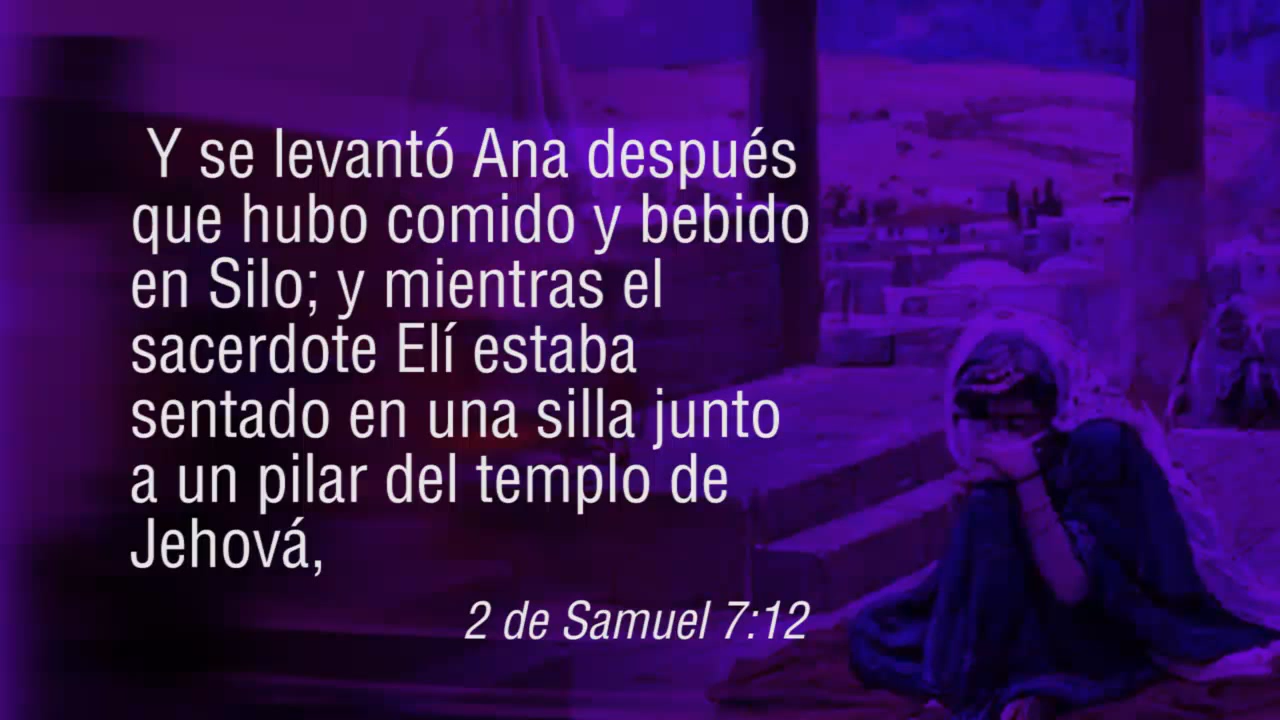 Y se levantó Ana después
que hubo comido y bebido
en Silo; y mientras el
sacerdote Elí estaba
sentado en una silla junto
a un pilar del templo de
Jehová,
2 de Samuel 7:12